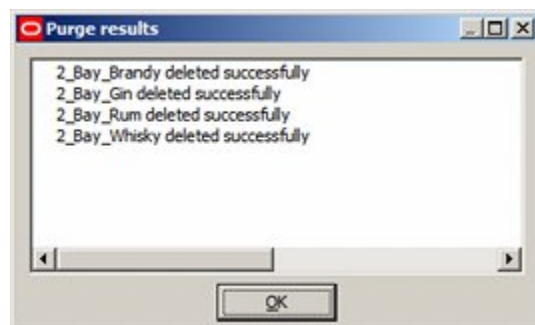 Purge results
2_Bay_Brandy deleted successfully
2_Bay_Gin deleted successfully
2_Bay_Rum deleted successfully
2_Bay_Whisky deleted successfully
OK